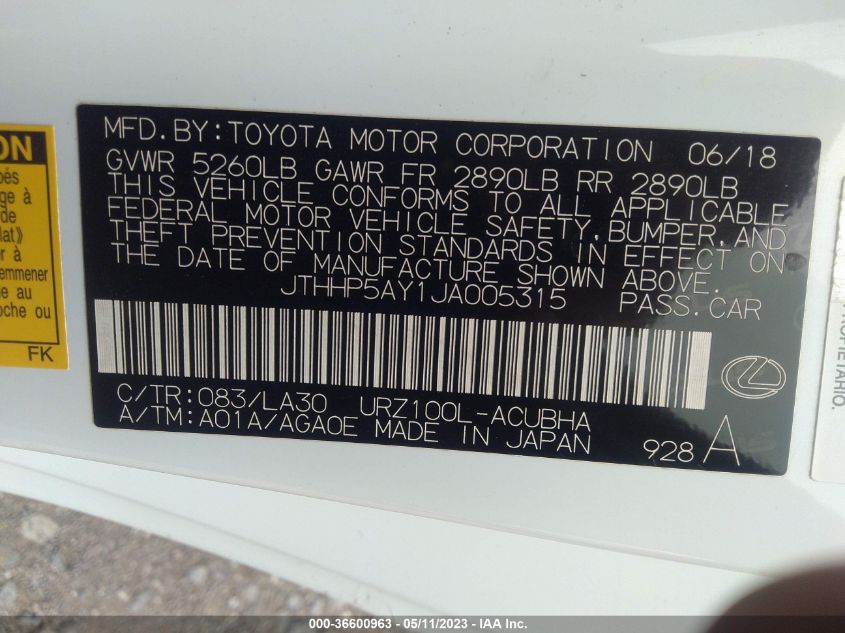 MFD.BY:TOYOTA MOTOR CORPORATION 06/18
GVWR 5260LB GAWR FR 2890LB RR 2890LB
THIS VEHICLE CONFORMS TO ALL APPLICABLE
FEDERAL MOTOR VEHICLE SAFETY,BUMPER,AND
THEFT PREVENTION STANDARDS IN EFFECT ON
THE DATE OF MANUFACTURE SHOWN ABOVE.
JTHHP5AY1JA005315 PASS.CAR
C/TR:083/LA30 URZ100L-ACUBHA
A/TM:A01A/AGA0E MADE IN JAPAN
928 A
ON
pés
ge à
de
lat》
r à
emmener
e au
oche ou
FK
000-36600963 - 05/11/2023 - IAA Inc.